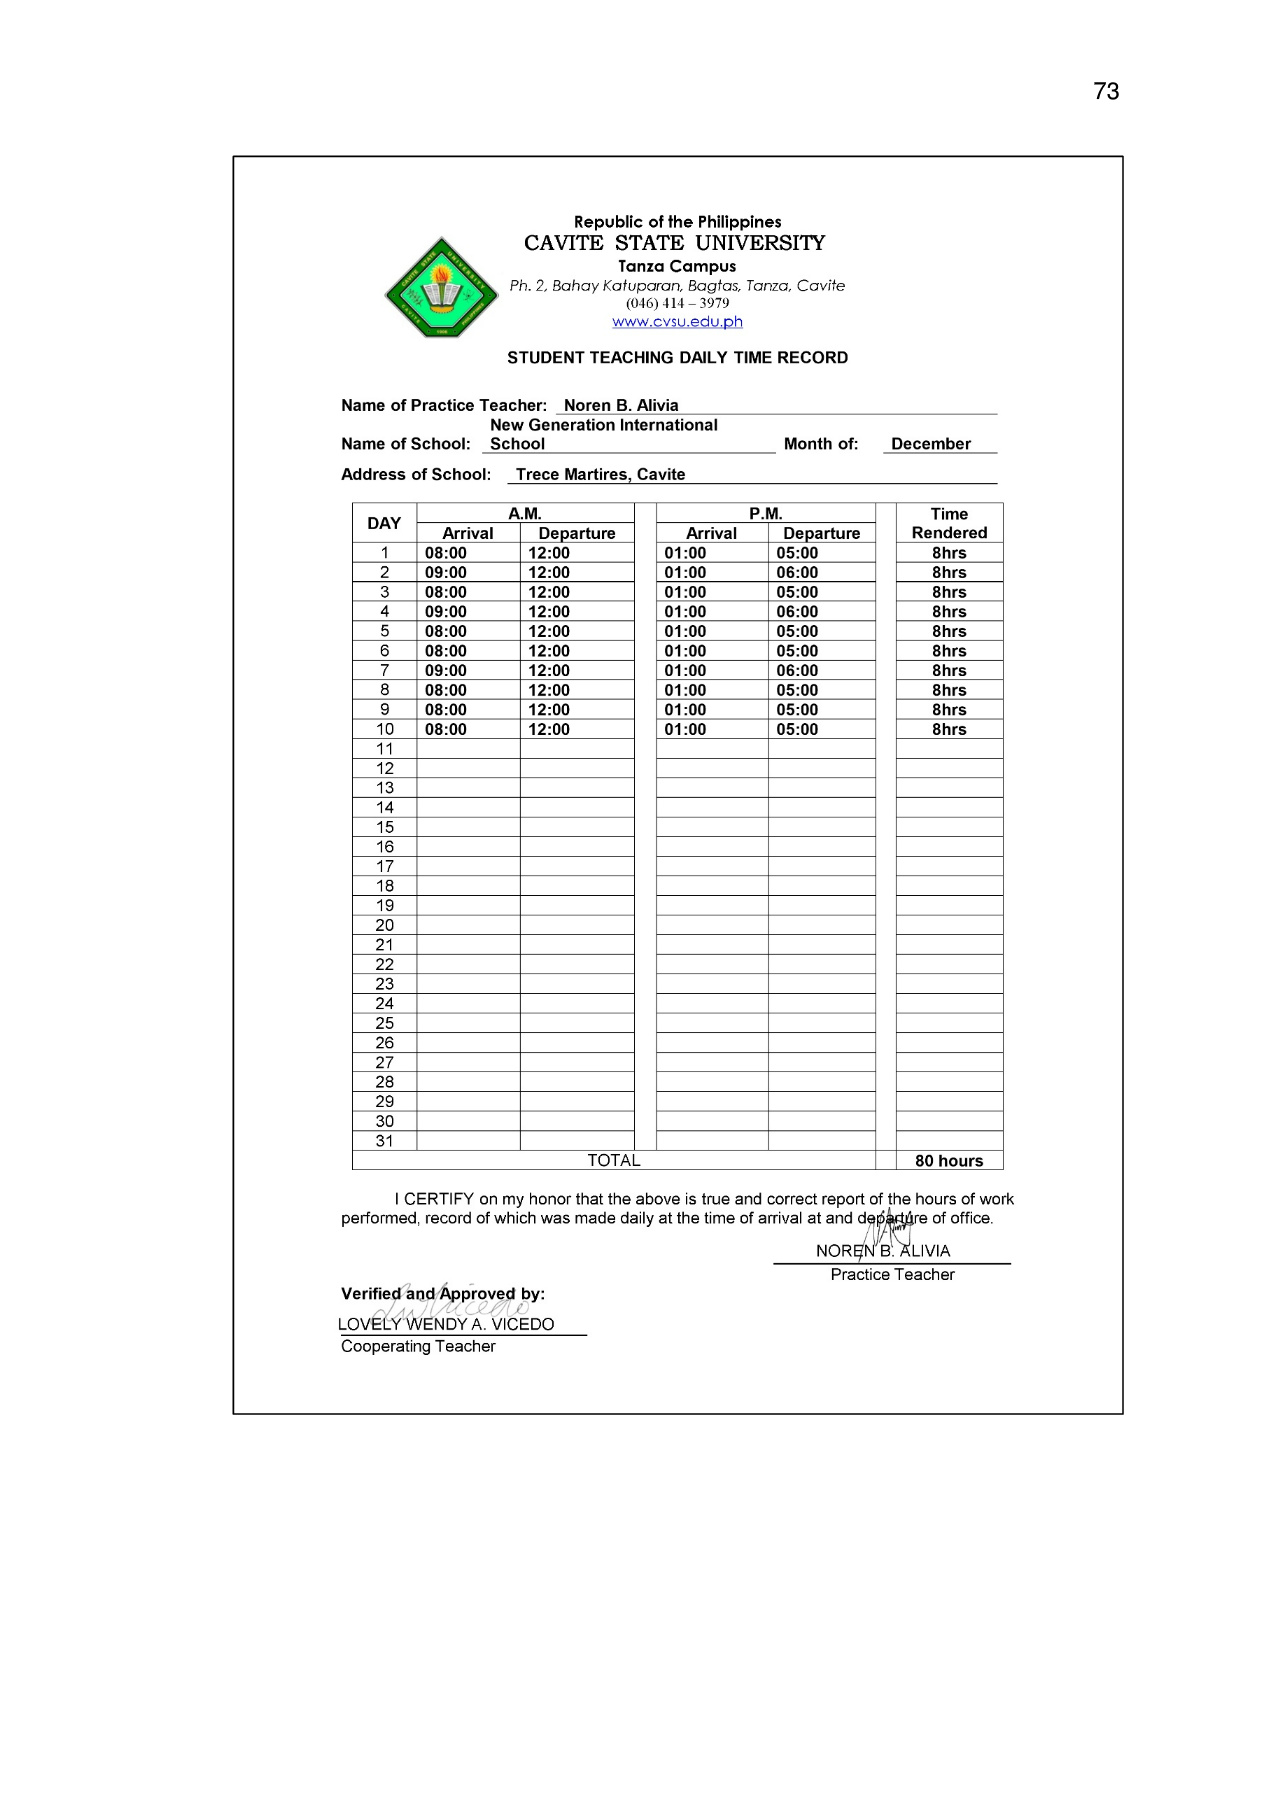 73
Republic of the Philippines
CAVITE STATE UNIVERSITY
Tanza Campus
Ph. 2, Bahay Katuparan, Bagtas, Tanza, Cavite
(046) 414 – 3979
www.cvsu.edu.ph
CAVITE STATE UNIVERSITY
CAVITE PHILIPPINES
STUDENT TEACHING DAILY TIME RECORD
Name of Practice Teacher: Noren B. Alivia
New Generation International
Name of School: School Month of: December
Address of School: Trece Martires, Cavite
DAY A.M. P.M. Time Rendered
Arrival Departure Arrival Departure
1 08:00 12:00 01:00 05:00 8hrs
2 09:00 12:00 01:00 06:00 8hrs
3 08:00 12:00 01:00 05:00 8hrs
4 09:00 12:00 01:00 06:00 8hrs
5 08:00 12:00 01:00 05:00 8hrs
6 08:00 12:00 01:00 05:00 8hrs
7 09:00 12:00 01:00 06:00 8hrs
8 08:00 12:00 01:00 05:00 8hrs
9 08:00 12:00 01:00 05:00 8hrs
10 08:00 12:00 01:00 05:00 8hrs
11
12
13
14
15
16
17
18
19
20
21
22
23
24
25
26
27
28
29
30
31
TOTAL 80 hours
I CERTIFY on my honor that the above is true and correct report of the hours of work
performed, record of which was made daily at the time of arrival at and departure of office.
NOREN B. ALIVIA
Practice Teacher
Verified and Approved by:
LOVELY WENDY A. VICEDO
Cooperating Teacher